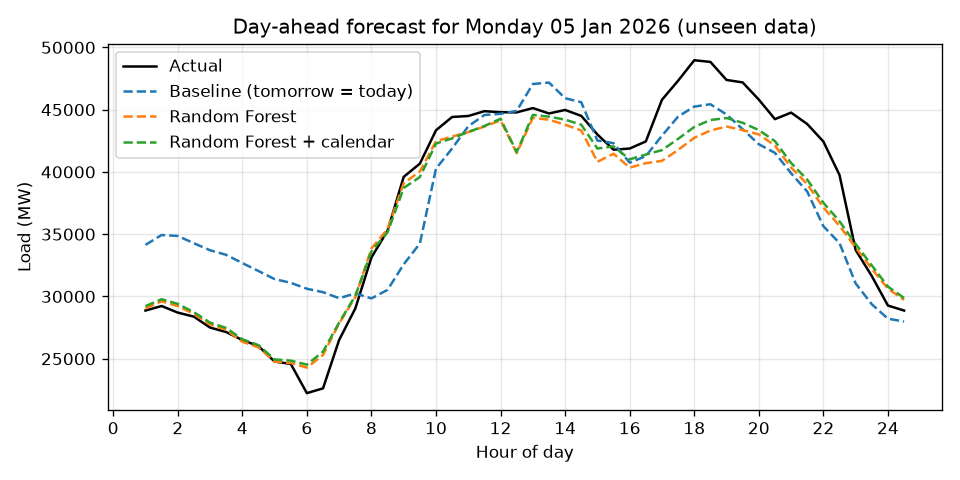 Day-ahead forecast for Monday 05 Jan 2026 (unseen data)
Actual
Baseline (tomorrow = today)
Random Forest
Random Forest + calendar
Load (MW)
50000
45000
40000
35000
30000
25000
0 2 4 6 8 10 12 14 16 18 20 22 24
Hour of day